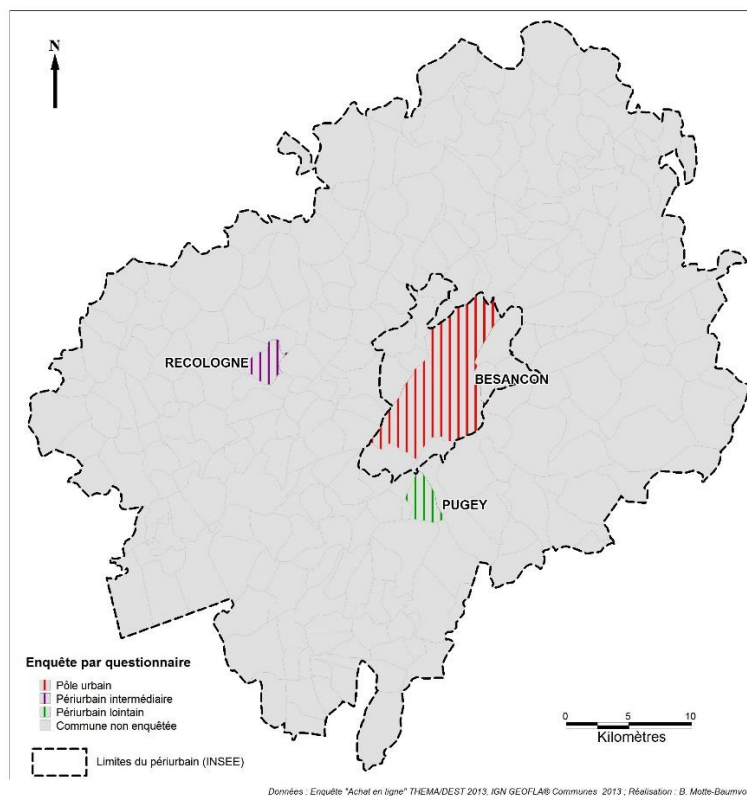 N
RECOLOGNE
BESANCON
PUGEY
Enquête par questionnaire
Pôle urbain
Périurbain intermédiaire
Périurbain lointain
Commune non enquêtée
Limites du périurbain (INSEE)
0 5 10
Kilomètres
Données : Enquête "Achat en ligne" THEMA/DEST 2013, IGN GEOFLA® Communes 2013 ; Réalisation : B. Motte-Baumvo